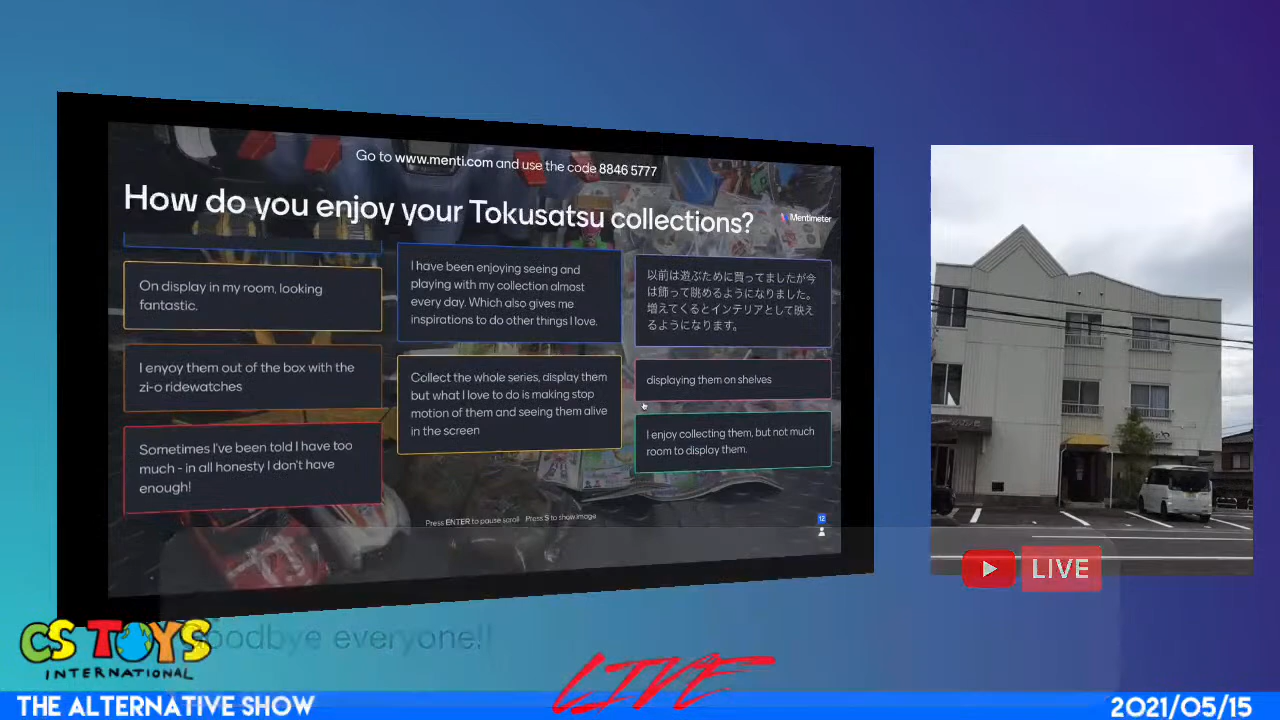 Go to www.menti.com and use the code 8846 5777
How do you enjoy your Tokusatsu collections?
Mentimeter
On display in my room, looking
fantastic.
I enyoy them out of the box with the
zi-o ridewatches
Sometimes I've been told I have too
much - in all honesty I don't have
enough!
I have been enjoying seeing and
playing with my collection almost
every day. Which also gives me
inspirations to do other things I love.
Collect the whole series, display them
but what I love to do is making stop
motion of them and seeing them alive
in the screen
以前は遊ぶために買ってましたが今
は飾って眺めるようになりました。
増えてくるとインテリアとして映え
るようになります。
displaying them on shelves
I enjoy collecting them, but not much
room to display them.
Press ENTER to pause scroll Press S to show image
12
LIVE
Goodbye everyone!!
CS TOYS
INTERNATIONAL
LIVE
THE ALTERNATIVE SHOW
2021/05/15